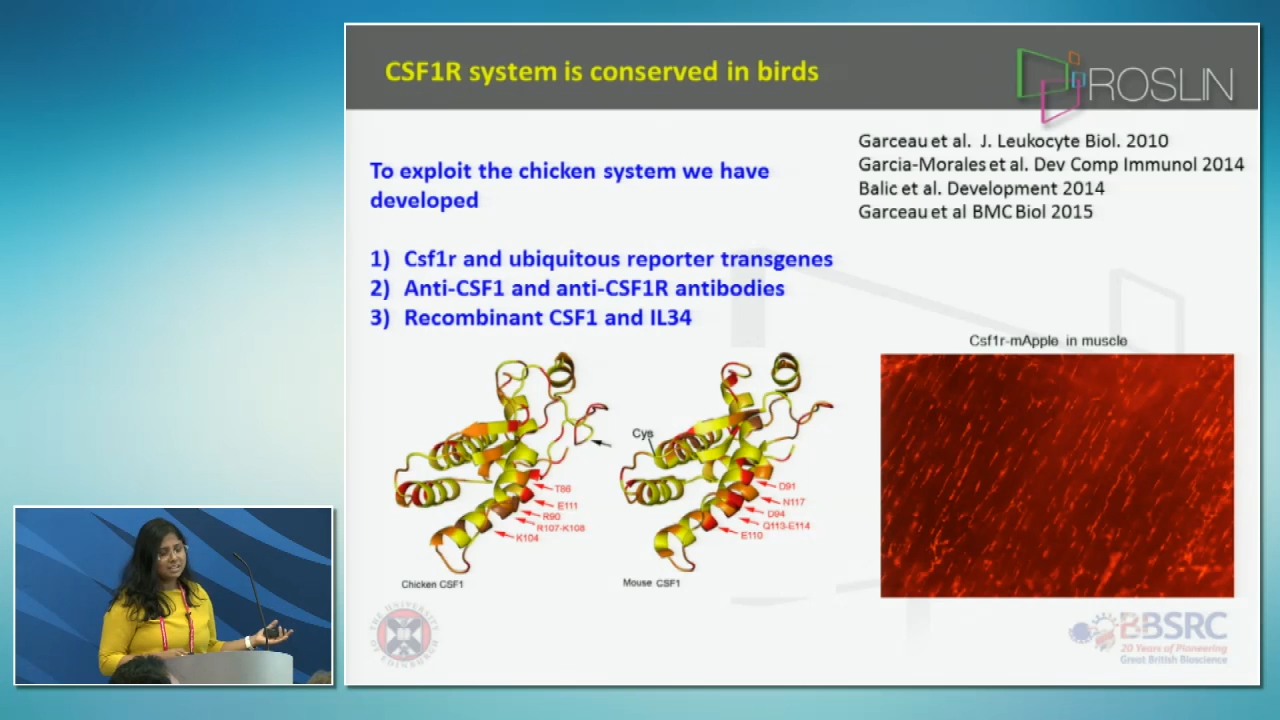 CSF1R system is conserved in birds
ROSLIN
Garceau et al. J. Leukocyte Biol. 2010
Garcia-Morales et al. Dev Comp Immunol 2014
Balic et al. Development 2014
Garceau et al BMC Biol 2015
To exploit the chicken system we have
developed
1) Csf1r and ubiquitous reporter transgenes
2) Anti-CSF1 and anti-CSF1R antibodies
3) Recombinant CSF1 and IL34
Csf1r-mApple in muscle
T86
E111
R90
R107-K108
K104
Chicken CSF1
Cys
D91
N117
D94
Q113-E114
E110
Mouse CSF1
THE UNIVERSITY OF EDINBURGH
BBSRC
20 Years of Pioneering
Great British Bioscience